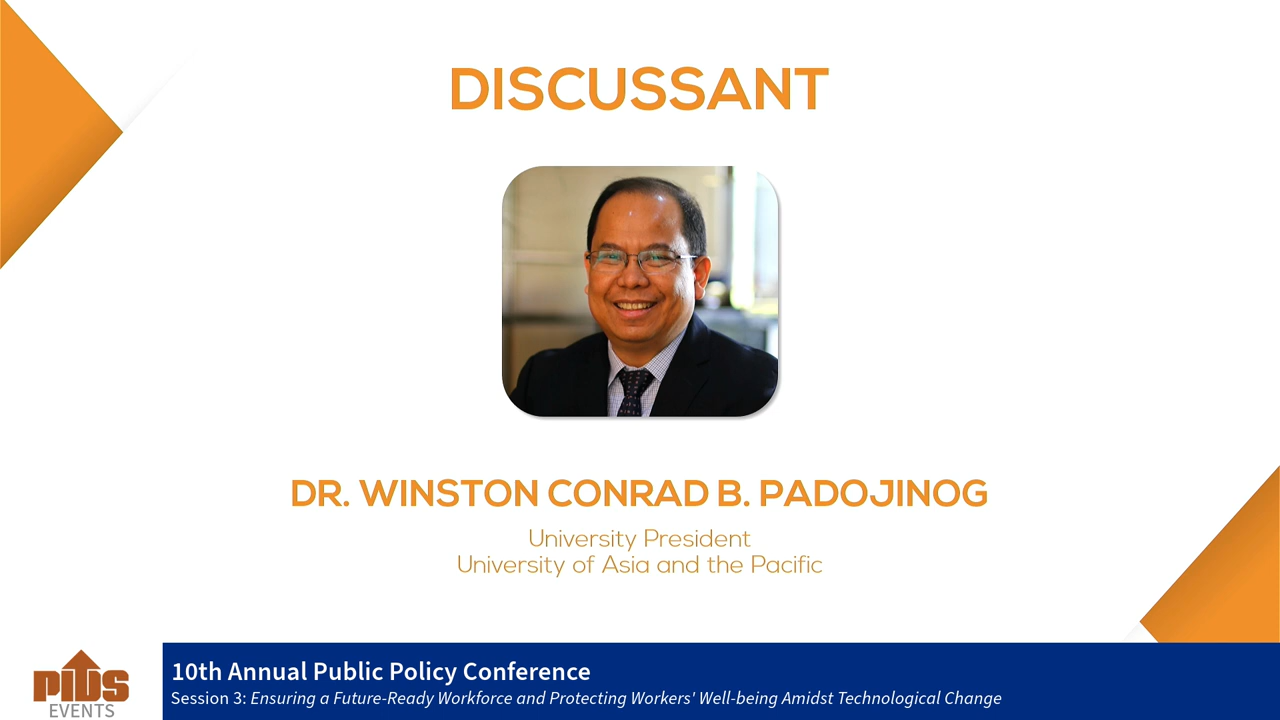 DISCUSSANT
DR. WINSTON CONRAD B. PADOJINOG
University President
University of Asia and the Pacific
PIDS
EVENTS
10th Annual Public Policy Conference
Session 3: Ensuring a Future-Ready Workforce and Protecting Workers' Well-being Amidst Technological Change